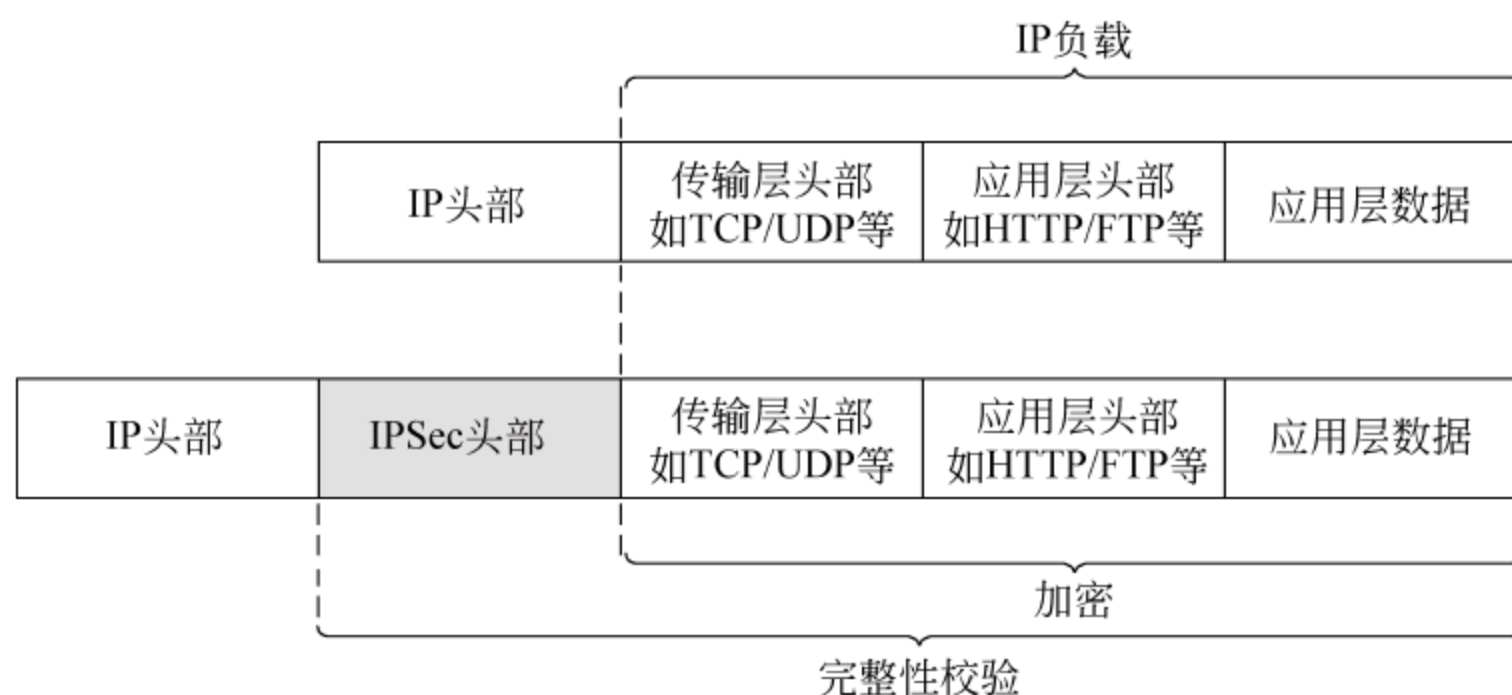 IP负载
IP头部
传输层头部
如TCP/UDP等
应用层头部
如HTTP/FTP等
应用层数据
IP头部
IPSec头部
传输层头部
如TCP/UDP等
应用层头部
如HTTP/FTP等
应用层数据
加密
完整性校验